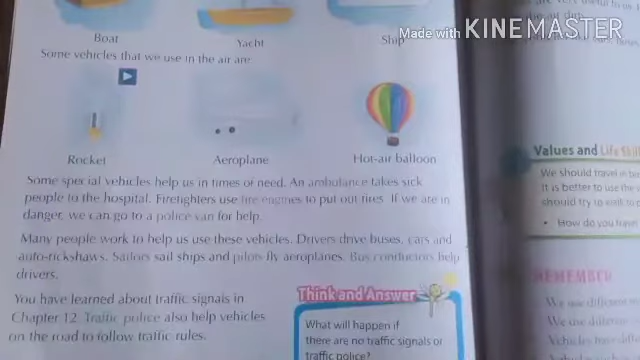 Made with KINEMASTER
Boat
Yacht
Ship
Some vehicles that we use in the air are
Rocket
Aeroplane
Hot-air balloon
Some special vehicles help us in times of need. An ambulance takes sick
people to the hospital. Firefighters use fire engines to put out fires. If we are in
danger, we can go to a police van for help.
Many people work to help us use these vehicles. Drivers drive buses, cars and
auto-rickshaws. Sailors sail ships and pilots fly aeroplanes. Bus conductors help
drivers.
You have learned about traffic signals in
Chapter 12. Traffic police also help vehicles
on the road to follow traffic rules.
Think and Answer
What will happen if
there are no traffic signals or
traffic police?
Values and Life
We should travel in
It is better to use the
should try to
• How do you travel
REMEMBER
We use different
We use
Vehicles have